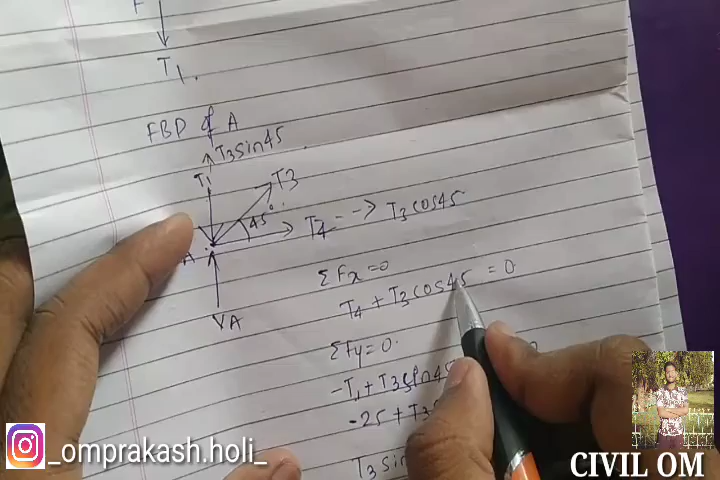 T1.
FBD of A
T3sin45
T1
T3
45°
T4 --> T3cos45
A
VA
ΣFx=0
T4 + T3cos45 = 0
ΣFy=0.
-T1+T3sin45
-25+T3
T3 sin
_omprakash.holi_
CIVIL OM